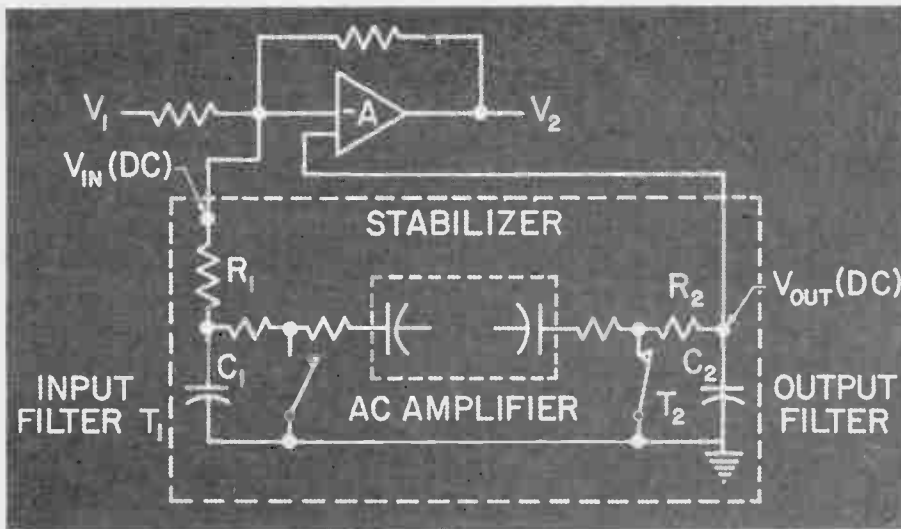 V1
-A
V2
VIN (DC)
STABILIZER
R1
R2
VOUT (DC)
C1
C2
INPUT
FILTER T1
AC AMPLIFIER
T2
OUTPUT
FILTER